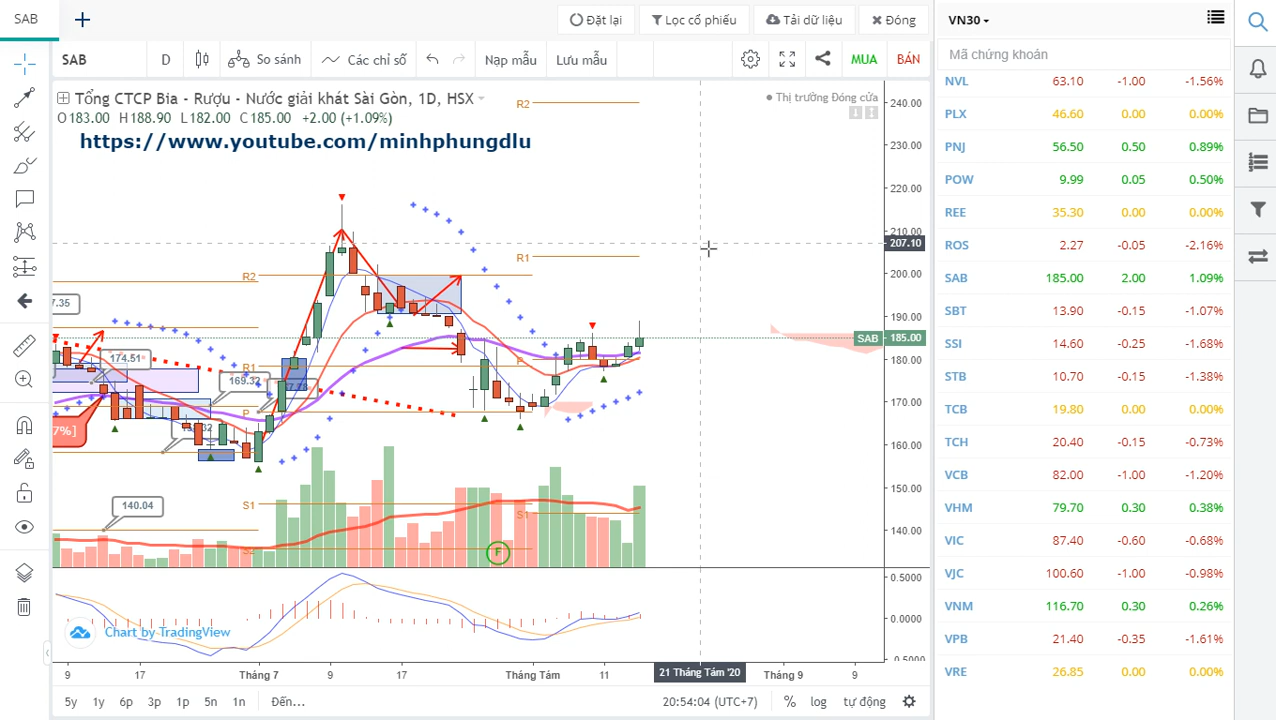 SAB
Đặt lại
Lọc cổ phiếu
Tải dữ liệu
Đóng
SAB
D
So sánh
Các chỉ số
Nạp mẫu
Lưu mẫu
MUA
BÁN
Tổng CTCP Bia - Rượu - Nước giải khát Sài Gòn, 1D, HSX
Thị trường Đóng cửa
O183.00 H188.90 L182.00 C185.00 +2.00 (+1.09%)
https://www.youtube.com/minhphungdlu
R2
R1
P
S1
R2
R1
P
S1
S2
7.35
174.51
169.32
7%]
140.04
F
240.00
230.00
220.00
210.00
207.10
200.00
190.00
SAB 185.00
180.00
170.00
160.00
150.00
140.00
0.5000
0.0000
0.5000
Chart by TradingView
9
17
Tháng 7
9
17
Tháng Tám
11
21 Tháng Tám '20
Tháng 9
9
5y 1y 6p 3p 1p 5n 1n Đến...
20:54:04 (UTC+7)
% log tự động
VN30
Mã chứng khoán
NVL 63.10 -1.00 -1.56%
PLX 46.60 0.00 0.00%
PNJ 56.50 0.50 0.89%
POW 9.99 0.05 0.50%
REE 35.30 0.00 0.00%
ROS 2.27 -0.05 -2.16%
SAB 185.00 2.00 1.09%
SBT 13.90 -0.15 -1.07%
SSI 14.60 -0.25 -1.68%
STB 10.70 -0.15 -1.38%
TCB 19.80 0.00 0.00%
TCH 20.40 -0.15 -0.73%
VCB 82.00 -1.00 -1.20%
VHM 79.70 0.30 0.38%
VIC 87.40 -0.60 -0.68%
VJC 100.60 -1.00 -0.98%
VNM 116.70 0.30 0.26%
VPB 21.40 -0.35 -1.61%
VRE 26.85 0.00 0.00%